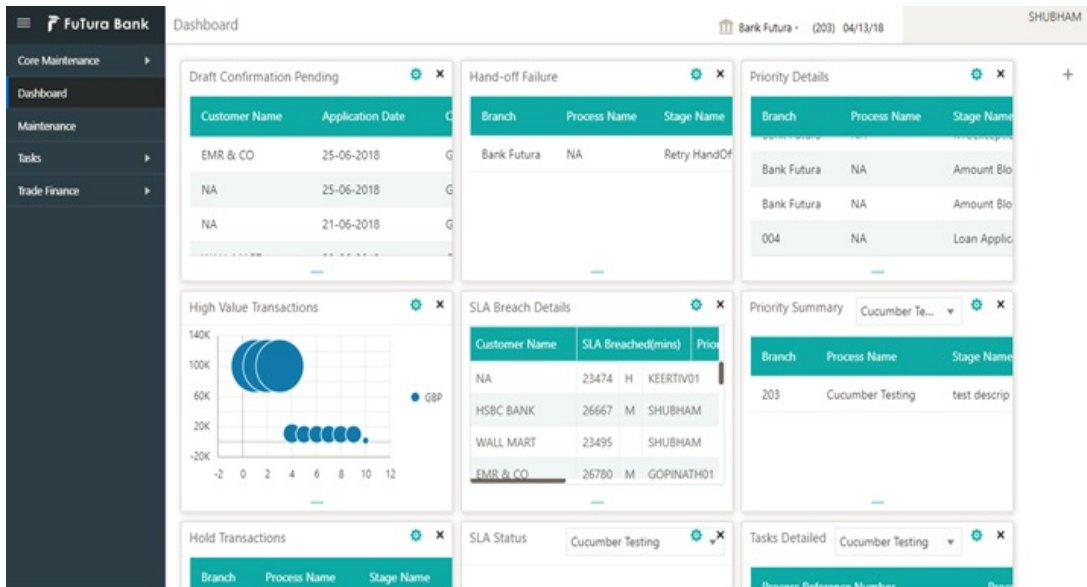 FuTura Bank
Dashboard
Bank Futura - (203) 04/13/18
SHUBHAM
Core Maintenance
Dashboard
Maintenance
Tasks
Trade Finance
Draft Confirmation Pending
Customer Name Application Date C
EMR & CO 25-06-2018 G
NA 25-06-2018 G
NA 21-06-2018 G
Hand-off Failure
Branch Process Name Stage Name
Bank Futura NA Retry HandOf
Priority Details
Branch Process Name Stage Name
Bank Futura NA Amount Blo
Bank Futura NA Amount Blo
004 NA Loan Applic
High Value Transactions
140K
100K
60K
20K
-20K
-2 0 2 4 6 8 10 12
GBP
SLA Breach Details
Customer Name SLA Breached(mins) Prior
NA 23474 H KEERTIV01
HSBC BANK 26667 M SHUBHAM
WALL MART 23495 SHUBHAM
EMR & CO 26780 M GOPINATH01
Priority Summary Cucumber Te...
Branch Process Name Stage Name
203 Cucumber Testing test descrip
Hold Transactions
Branch Process Name Stage Name
SLA Status Cucumber Testing
Tasks Detailed Cucumber Testing
Process Reference Number Proc